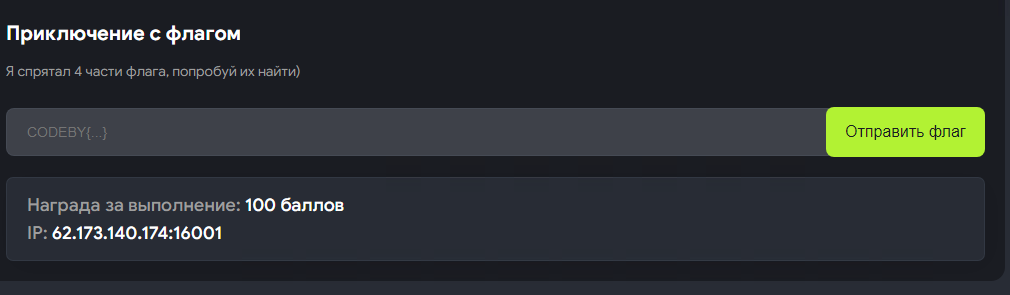 Приключение с флагом
Я спрятал 4 части флага, попробуй их найти)
CODEBY{...}
Отправить флаг
Награда за выполнение: 100 баллов
IP: 62.173.140.174:16001